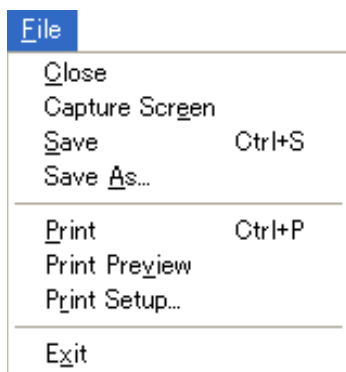 File
Close
Capture Screen
Save Ctrl+S
Save As...
Print Ctrl+P
Print Preview
Print Setup...
Exit